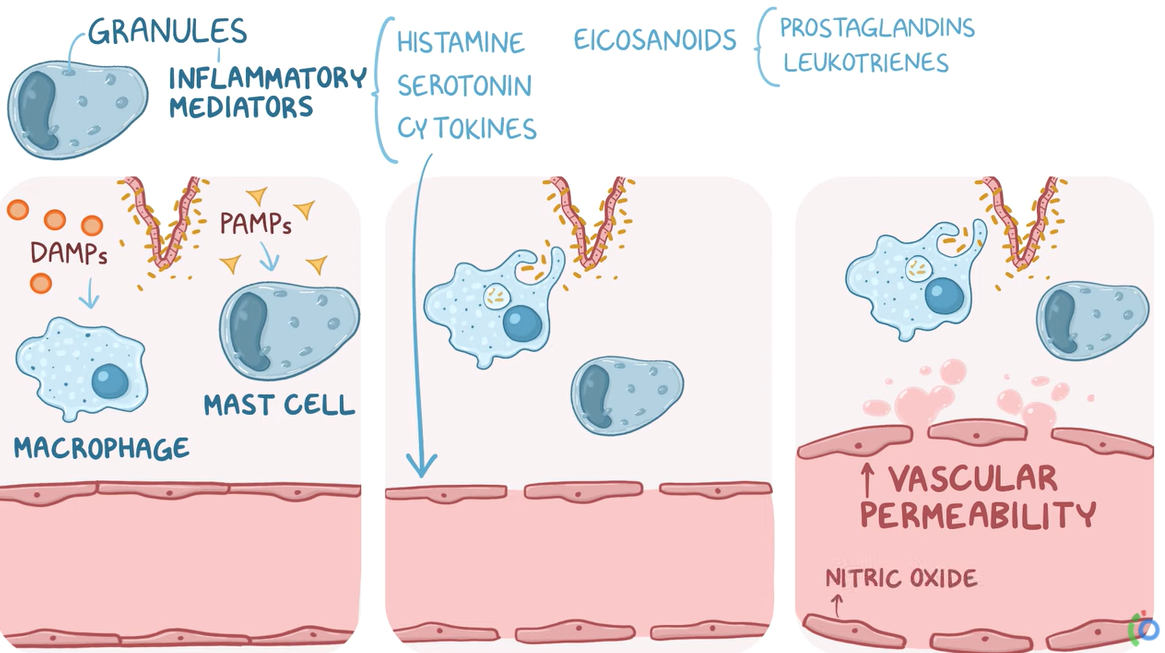 GRANULES
INFLAMMATORY
MEDIATORS
HISTAMINE
SEROTONIN
CYTOKINES
EICOSANOIDS
PROSTAGLANDINS
LEUKOTRIENES
DAMPs
PAMPs
MAST CELL
MACROPHAGE
↑ VASCULAR
PERMEABILITY
NITRIC OXIDE